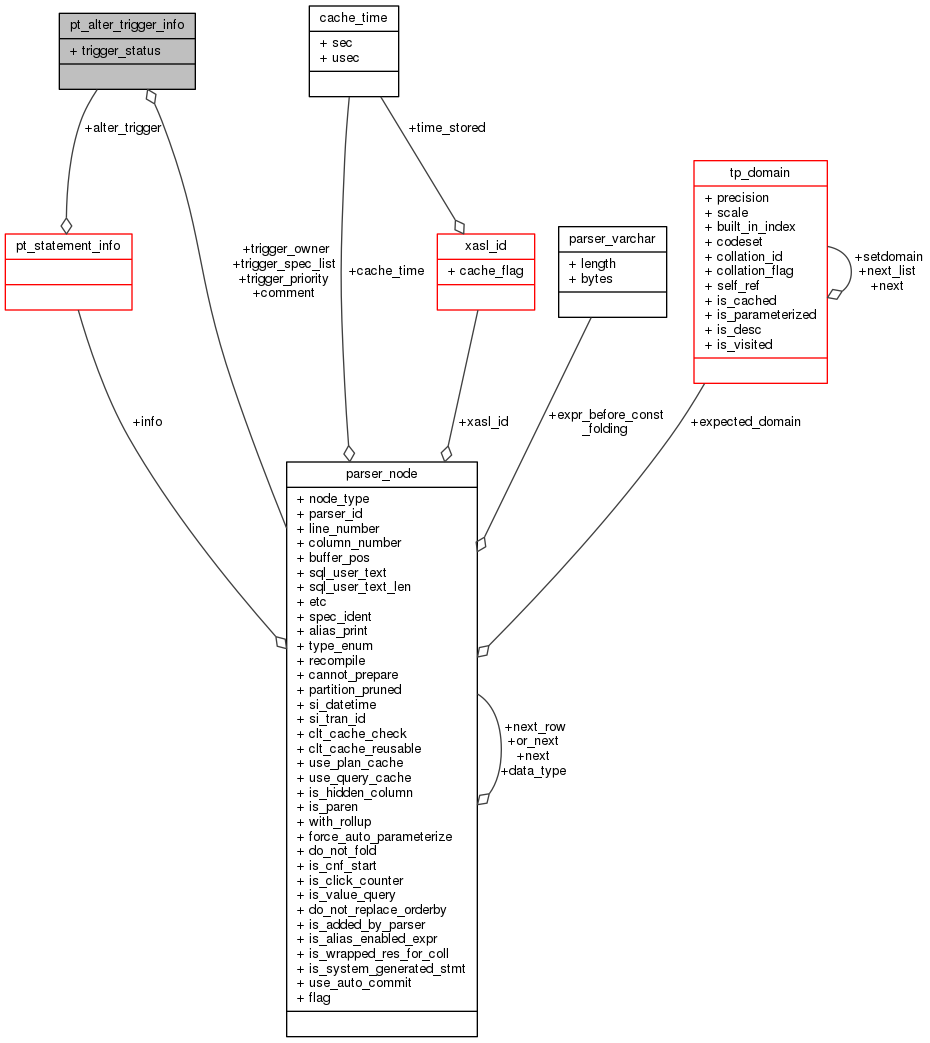 pt_alter_trigger_info
+ trigger_status
cache_time
+ sec
+ usec
+alter_trigger
+time_stored
tp_domain
+ precision
+ scale
+ built_in_index
+ codeset
+ collation_id
+ collation_flag
+ self_ref
+ is_cached
+ is_parameterized
+ is_desc
+ is_visited
+setdomain
+next_list
+next
pt_statement_info
+trigger_owner
+trigger_spec_list
+trigger_priority
+comment
+cache_time
xasl_id
+ cache_flag
parser_varchar
+ length
+ bytes
+info
+xasl_id
+expr_before_const
_folding
+expected_domain
parser_node
+ node_type
+ parser_id
+ line_number
+ column_number
+ buffer_pos
+ sql_user_text
+ sql_user_text_len
+ etc
+ spec_ident
+ alias_print
+ type_enum
+ recompile
+ cannot_prepare
+ partition_pruned
+ si_datetime
+ si_tran_id
+ clt_cache_check
+ clt_cache_reusable
+ use_plan_cache
+ use_query_cache
+ is_hidden_column
+ is_paren
+ with_rollup
+ force_auto_parameterize
+ do_not_fold
+ is_cnf_start
+ is_click_counter
+ is_value_query
+ do_not_replace_orderby
+ is_added_by_parser
+ is_alias_enabled_expr
+ is_wrapped_res_for_coll
+ is_system_generated_stmt
+ use_auto_commit
+ flag
+next_row
+or_next
+next
+data_type